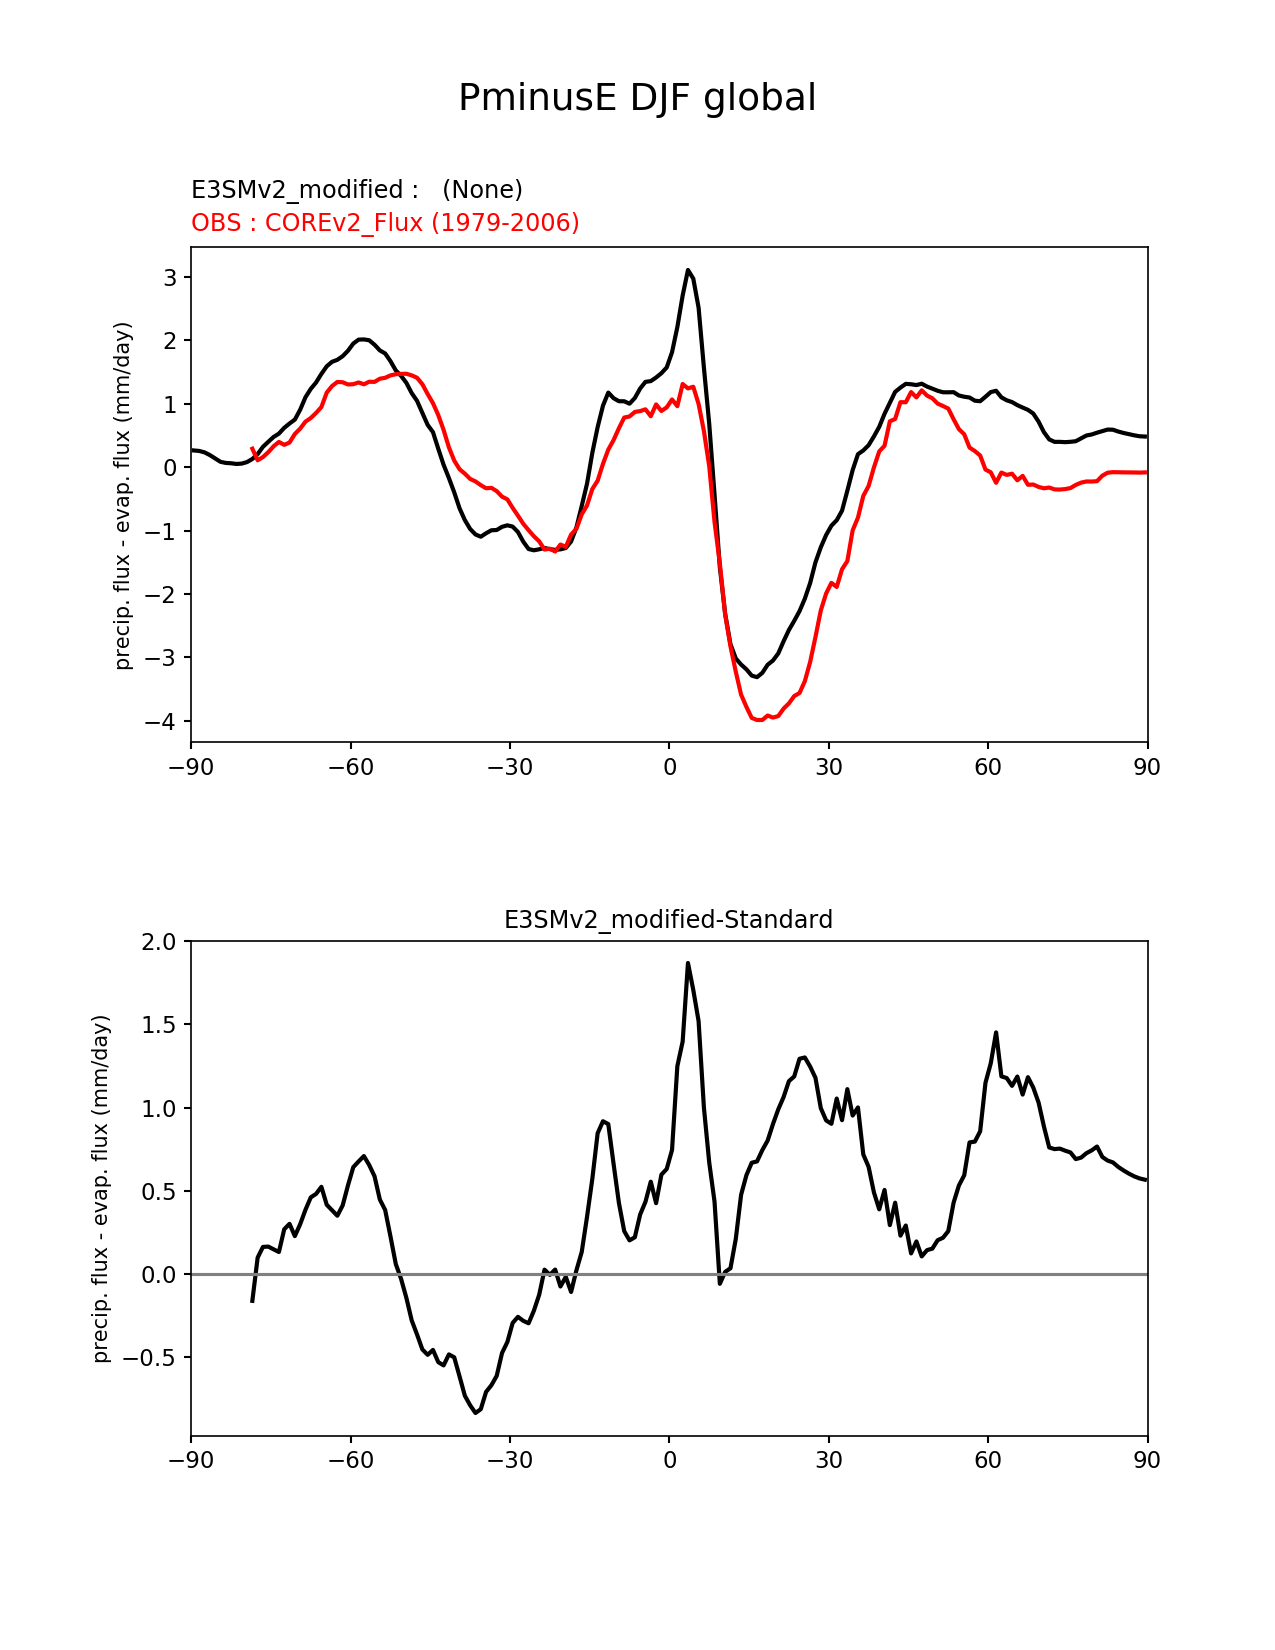 PminusE DJF global
E3SMv2_modified :   (None)
OBS : COREv2_Flux (1979-2006)
precip. flux - evap. flux (mm/day)
3
2
1
0
−1
−2
−3
−4
−90 −60 −30 0 30 60 90
E3SMv2_modified-Standard
precip. flux - evap. flux (mm/day)
2.0
1.5
1.0
0.5
0.0
−0.5
−90 −60 −30 0 30 60 90